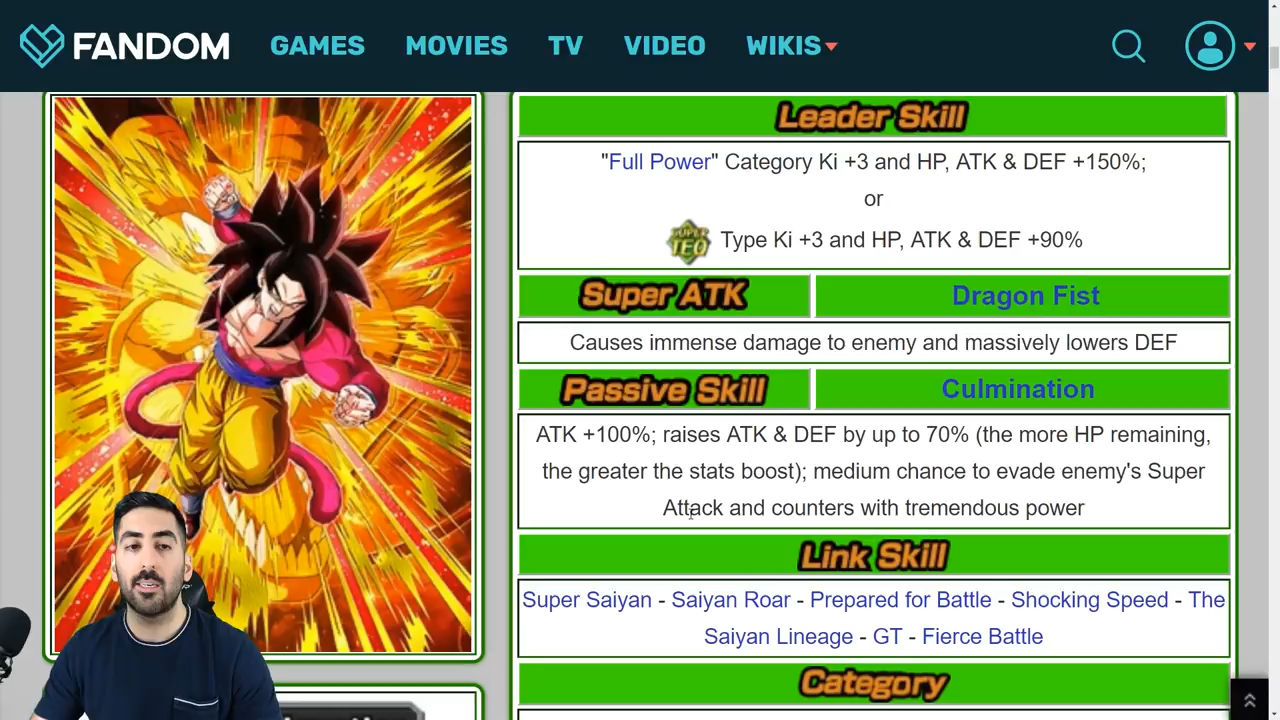 FANDOM GAMES MOVIES TV VIDEO WIKIS
Leader Skill
"Full Power" Category Ki +3 and HP, ATK & DEF +150%;
or
SUPER TEQ Type Ki +3 and HP, ATK & DEF +90%
Super ATK Dragon Fist
Causes immense damage to enemy and massively lowers DEF
Passive Skill Culmination
ATK +100%; raises ATK & DEF by up to 70% (the more HP remaining,
the greater the stats boost); medium chance to evade enemy's Super
Attack and counters with tremendous power
Link Skill
Super Saiyan - Saiyan Roar - Prepared for Battle - Shocking Speed - The
Saiyan Lineage - GT - Fierce Battle
Category